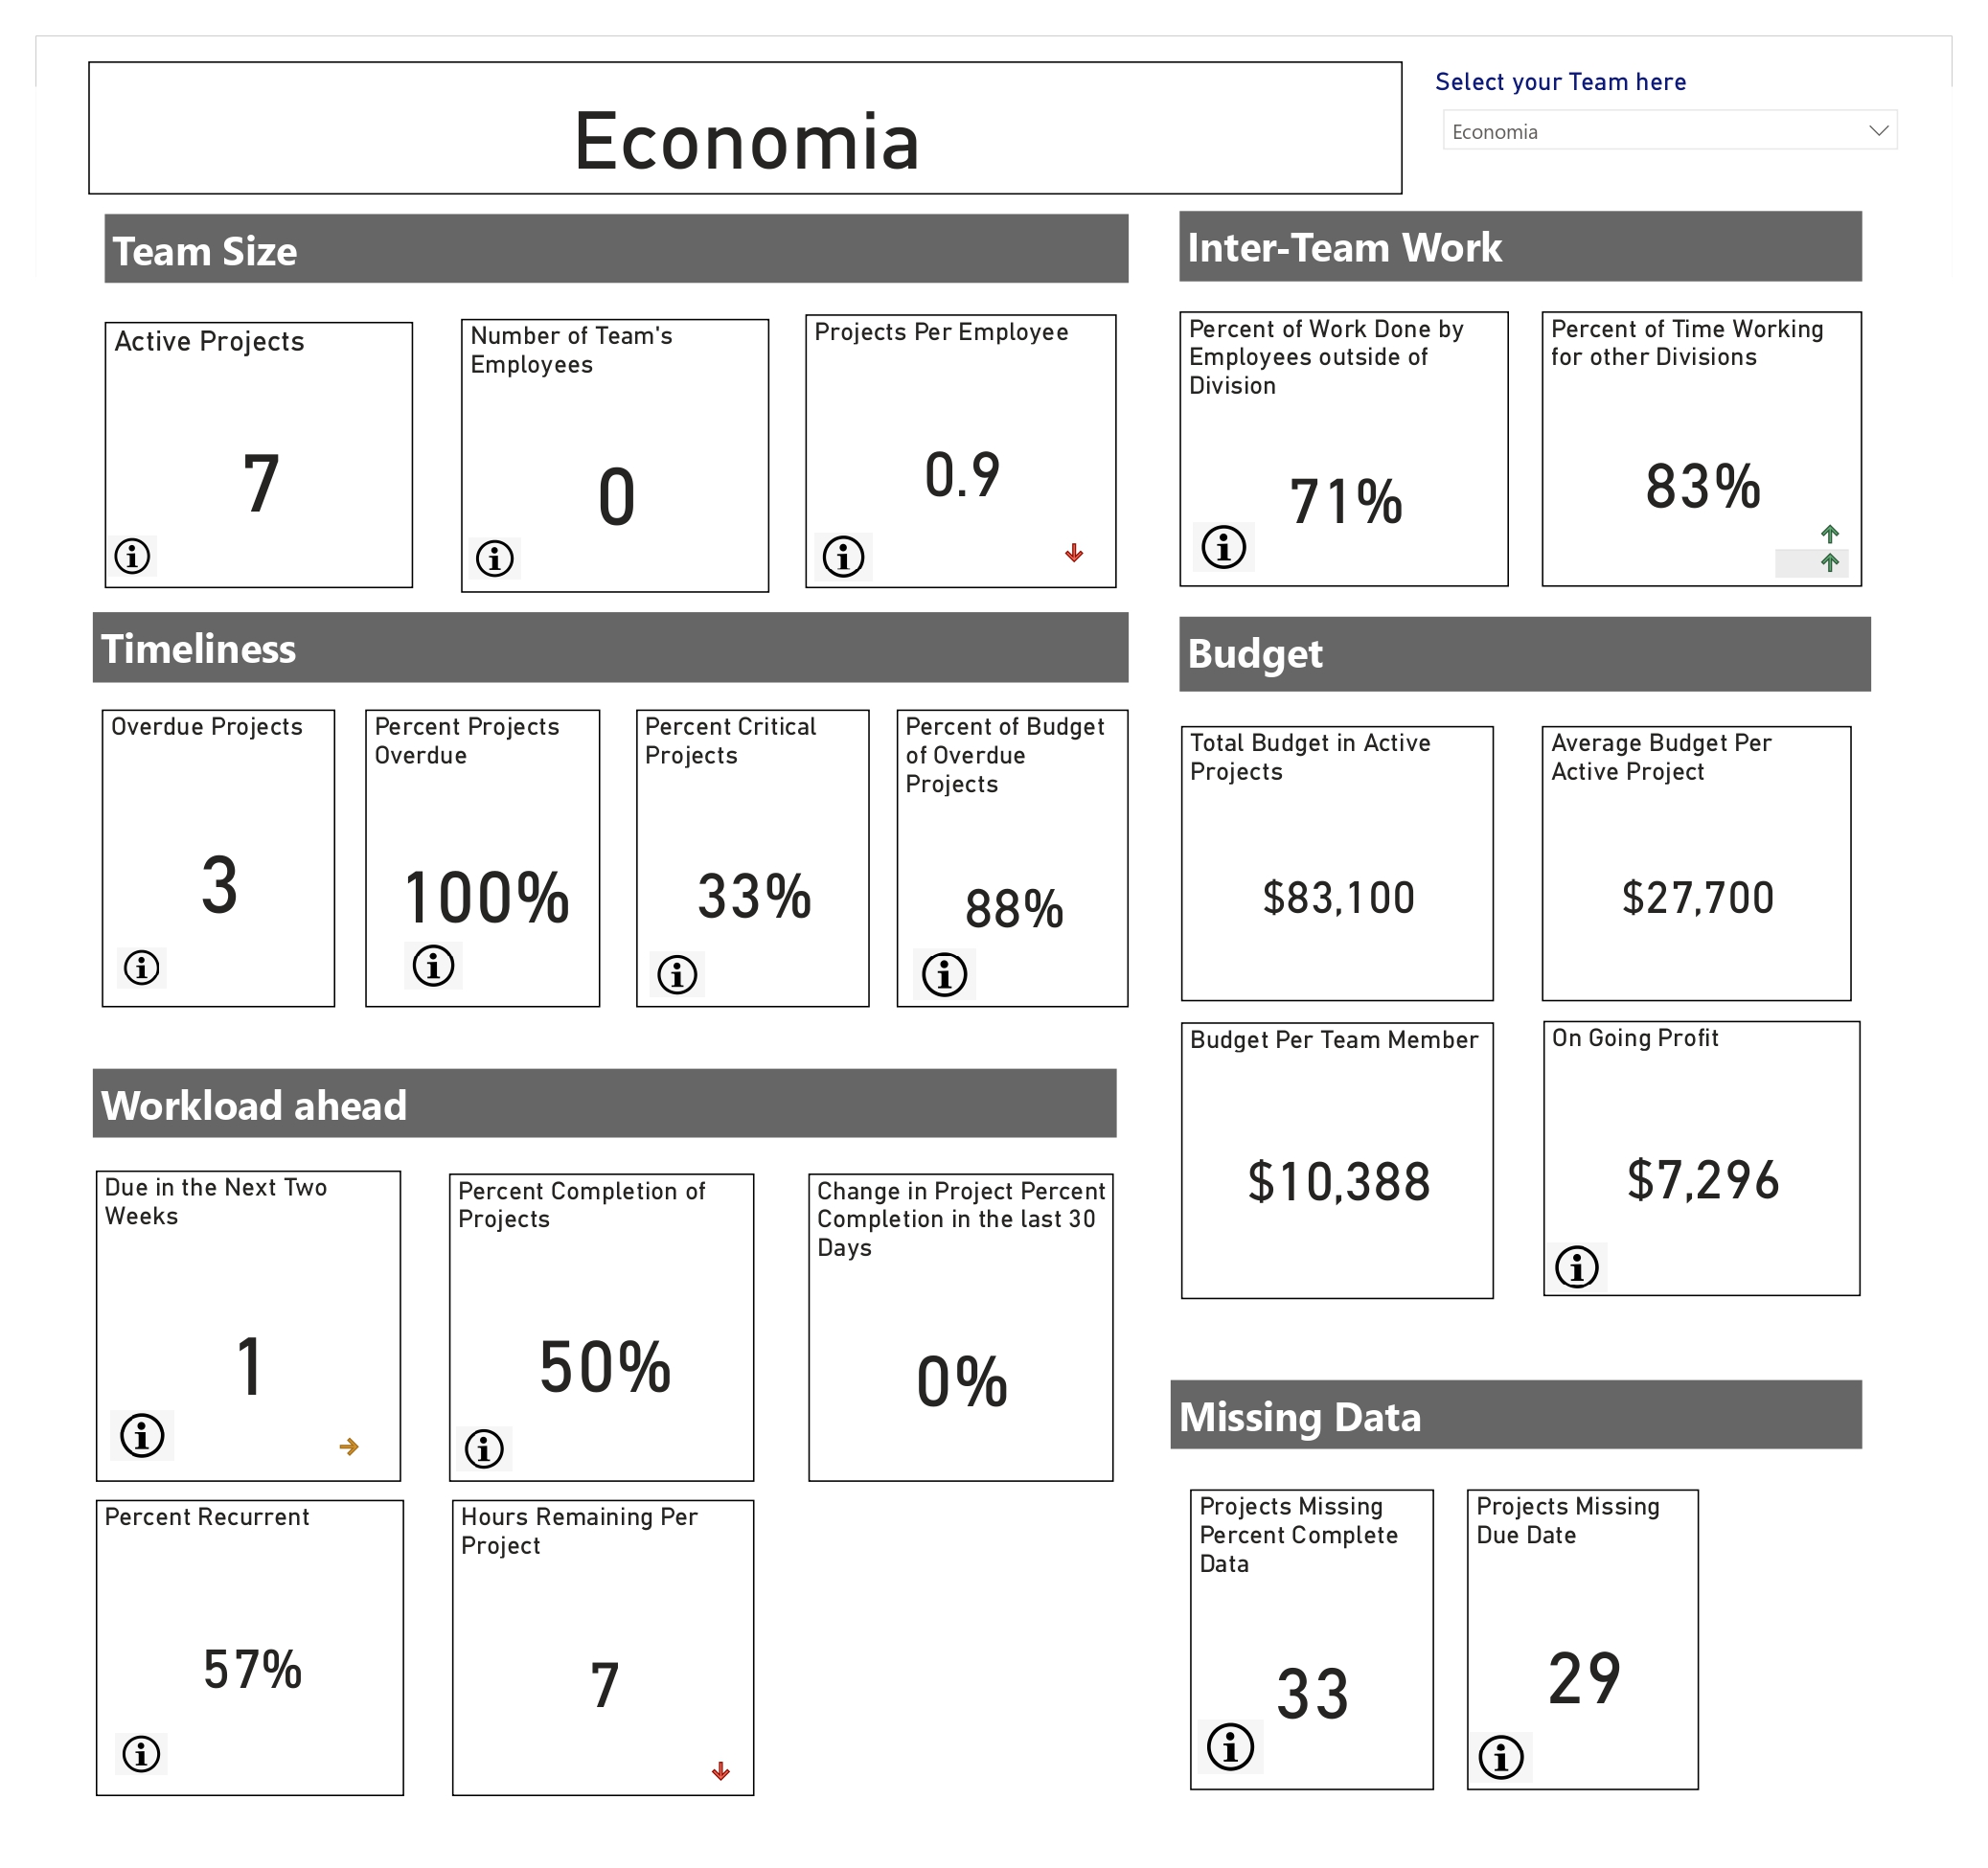 Economia
Select your Team here
Economia
Team Size
Active Projects
7
Number of Team's
Employees
0
Projects Per Employee
0.9
Inter-Team Work
Percent of Work Done by
Employees outside of
Division
71%
Percent of Time Working
for other Divisions
83%
Timeliness
Overdue Projects
3
Percent Projects
Overdue
100%
Percent Critical
Projects
33%
Percent of Budget
of Overdue
Projects
88%
Budget
Total Budget in Active
Projects
$83,100
Average Budget Per
Active Project
$27,700
Budget Per Team Member
$10,388
On Going Profit
$7,296
Workload ahead
Due in the Next Two
Weeks
1
Percent Completion of
Projects
50%
Change in Project Percent
Completion in the last 30
Days
0%
Percent Recurrent
57%
Hours Remaining Per
Project
7
Missing Data
Projects Missing
Percent Complete
Data
33
Projects Missing
Due Date
29